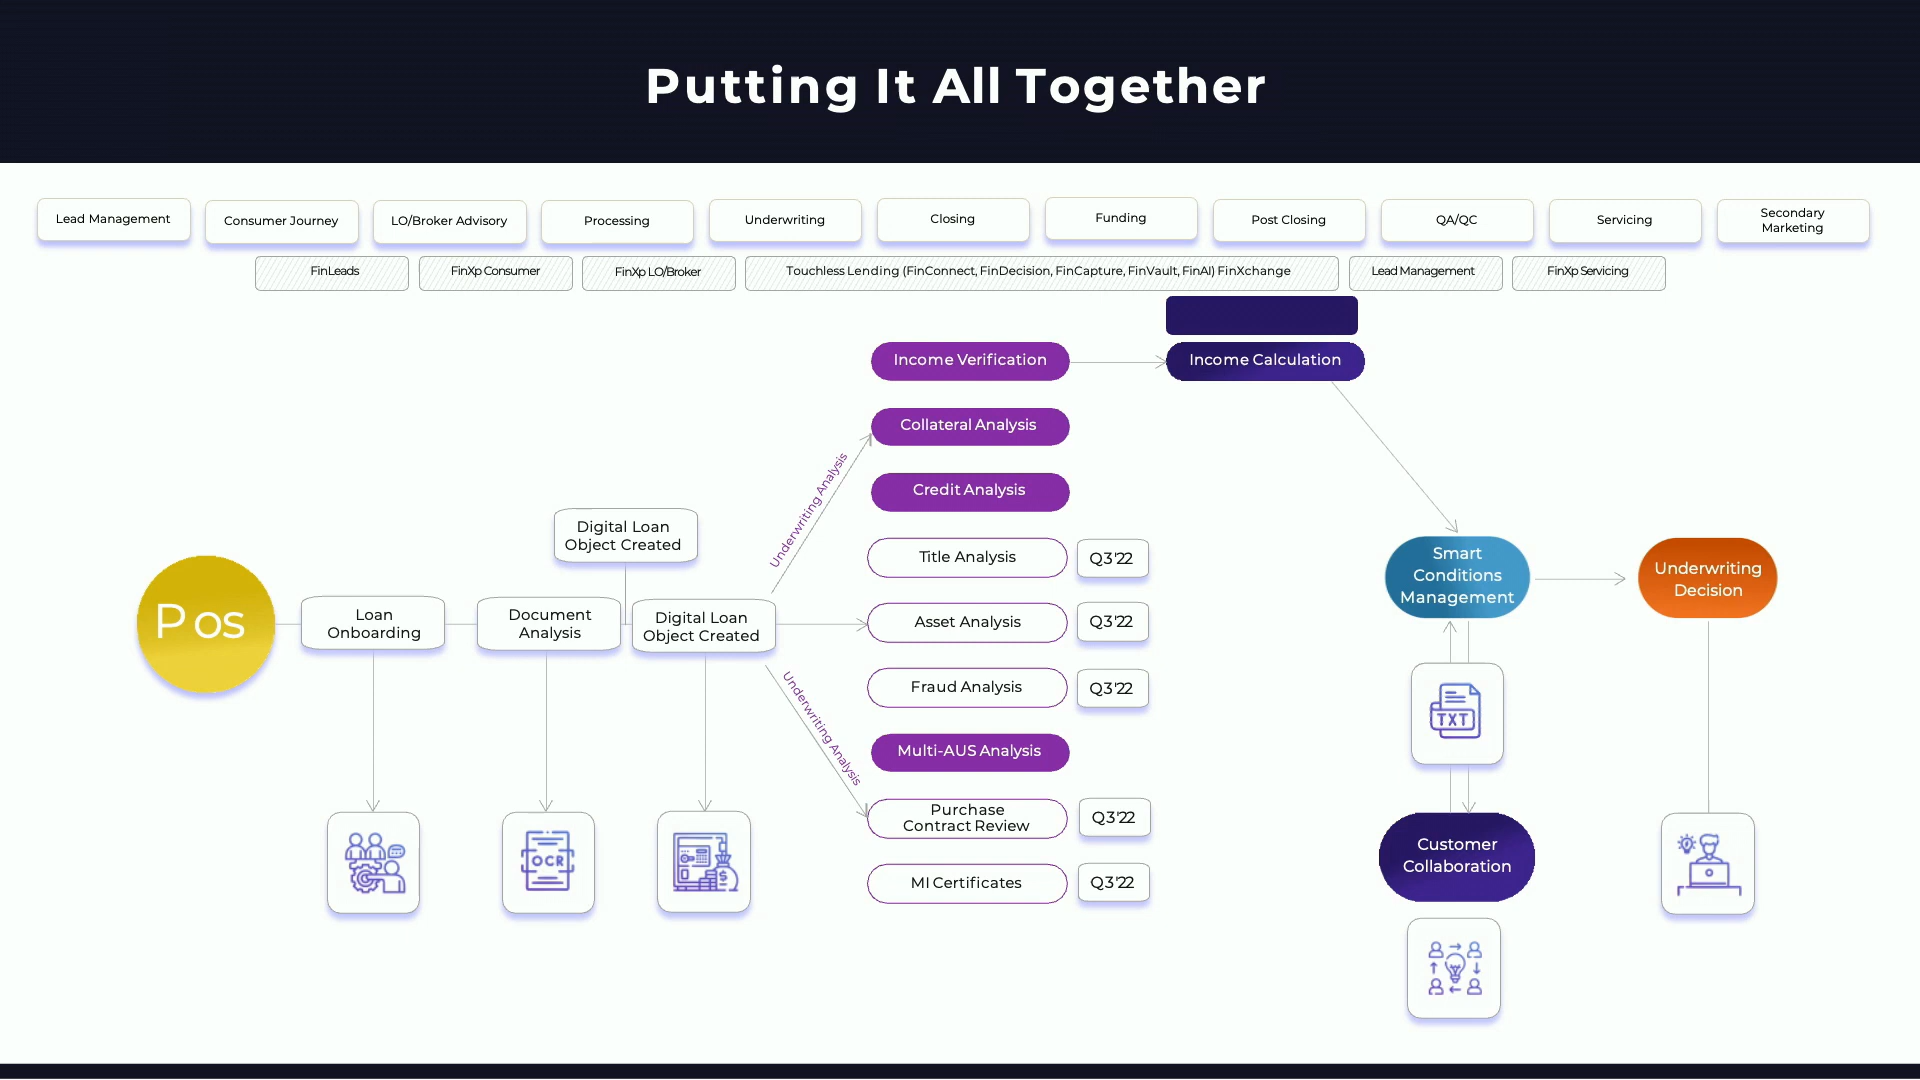 Putting It All Together
Lead Management
Consumer Journey
LO/Broker Advisory
Processing
Underwriting
Closing
Funding
Post Closing
QA/QC
Servicing
Secondary
Marketing
FinLeads
FinXp Consumer
FinXp LO/Broker
Touchless Lending (FinConnect, FinDecision, FinCapture, FinVault, FinAI) FinXchange
Lead Management
FinXp Servicing
Income Verification
Income Calculation
Collateral Analysis
Credit Analysis
Underwriting Analysis
Digital Loan
Object Created
Title Analysis
Q3'22
Smart
Conditions
Management
Underwriting
Decision
Pos
Loan
Onboarding
Document
Analysis
Digital Loan
Object Created
Asset Analysis
Q3'22
Fraud Analysis
Q3'22
Underwriting Analysis
TXT
Multi-AUS Analysis
Purchase
Contract Review
Q3'22
OCR
Customer
Collaboration
MI Certificates
Q3'22